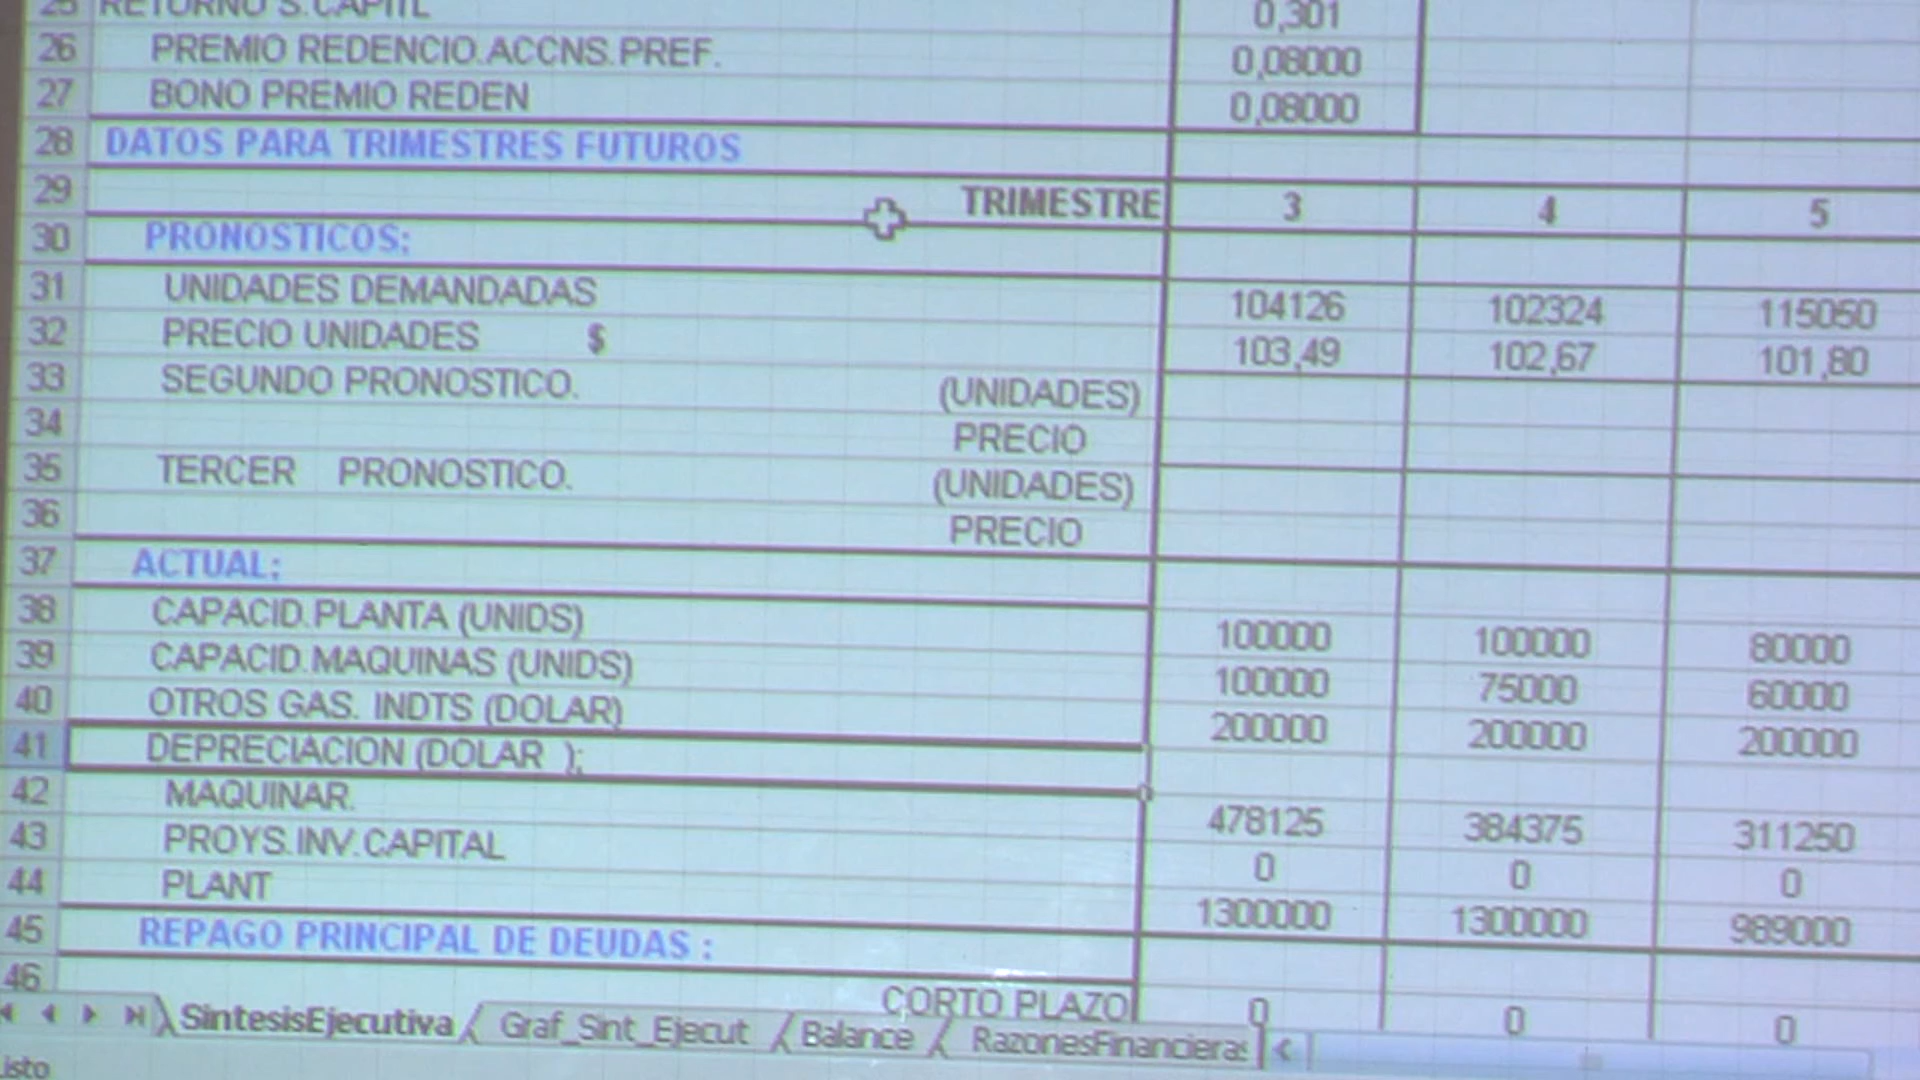 25 RETORNO S.CAPITL 0,301
26 PREMIO REDENCIO.ACCNS.PREF. 0,08000
27 BONO PREMIO REDEN 0,08000
28 DATOS PARA TRIMESTRES FUTUROS
29 TRIMESTRE 3 4 5
30 PRONOSTICOS:
31 UNIDADES DEMANDADAS 104126 102324 115050
32 PRECIO UNIDADES $ 103,49 102,67 101,80
33 SEGUNDO PRONOSTICO. (UNIDADES)
34 PRECIO
35 TERCER PRONOSTICO. (UNIDADES)
36 PRECIO
37 ACTUAL:
38 CAPACID.PLANTA (UNIDS) 100000 100000 80000
39 CAPACID.MAQUINAS (UNIDS) 100000 75000 60000
40 OTROS GAS. INDTS (DOLAR) 200000 200000 200000
41 DEPRECIACION (DOLAR ):
42 MAQUINAR. 478125 384375 311250
43 PROYS.INV.CAPITAL 0 0 0
44 PLANT 1300000 1300000 989000
45 REPAGO PRINCIPAL DE DEUDAS :
46 CORTO PLAZO 0 0 0
SintesisEjecutiva Graf_Sint_Ejecut Balance RazonesFinancieras
Listo